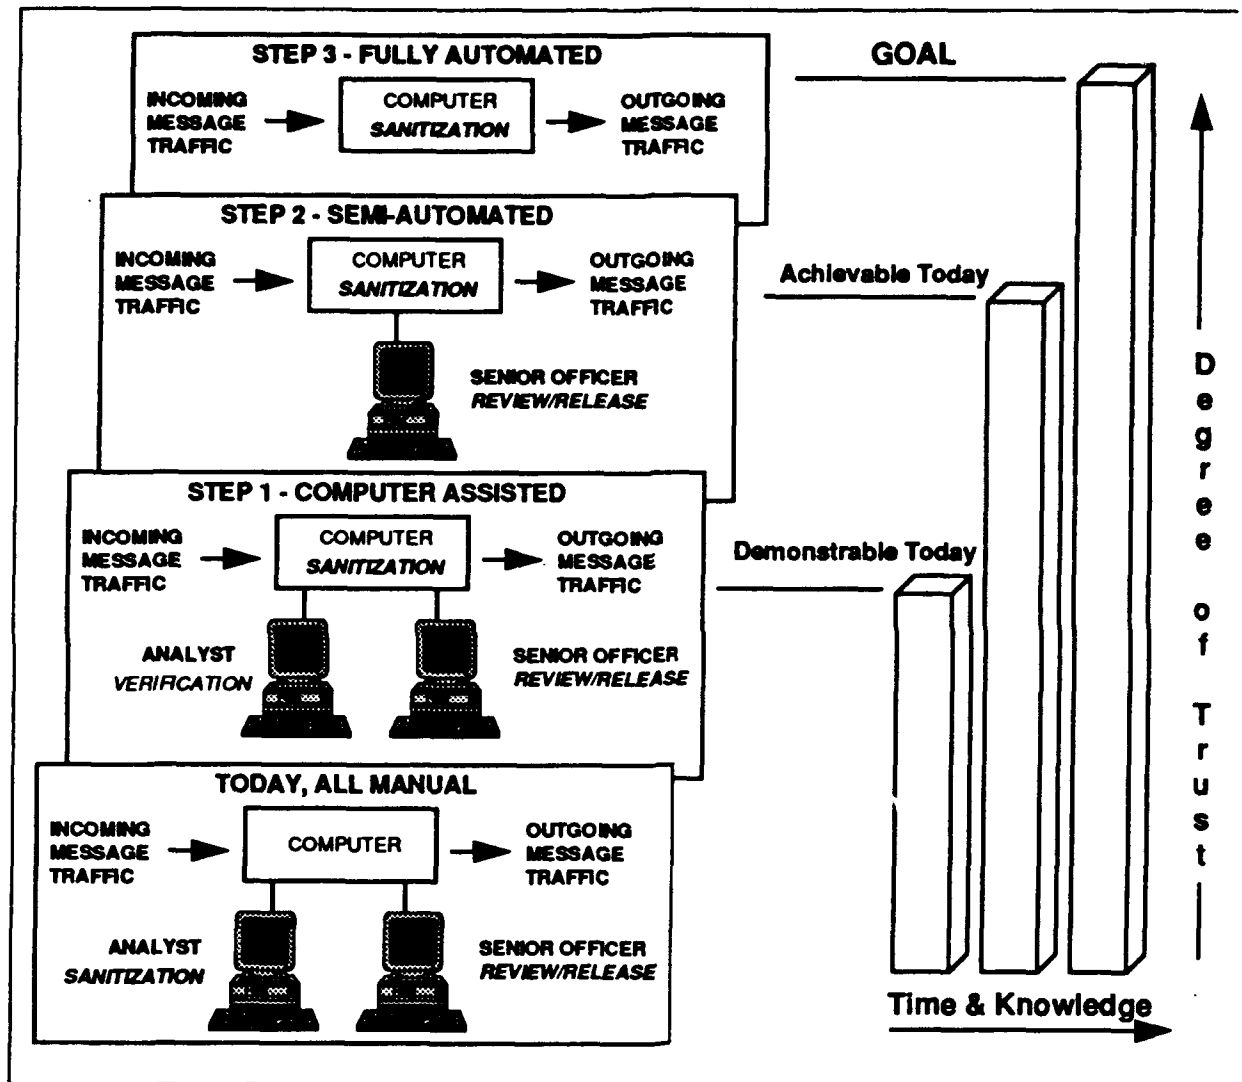 STEP 3 - FULLY AUTOMATED
INCOMING
MESSAGE
TRAFFIC
COMPUTER
SANITIZATION
OUTGOING
MESSAGE
TRAFFIC
STEP 2 - SEMI-AUTOMATED
INCOMING
MESSAGE
TRAFFIC
COMPUTER
SANITIZATION
OUTGOING
MESSAGE
TRAFFIC
SENIOR OFFICER
REVIEW/RELEASE
STEP 1 - COMPUTER ASSISTED
INCOMING
MESSAGE
TRAFFIC
COMPUTER
SANITIZATION
OUTGOING
MESSAGE
TRAFFIC
ANALYST
VERIFICATION
SENIOR OFFICER
REVIEW/RELEASE
TODAY, ALL MANUAL
INCOMING
MESSAGE
TRAFFIC
COMPUTER
OUTGOING
MESSAGE
TRAFFIC
ANALYST
SANITIZATION
SENIOR OFFICER
REVIEW/RELEASE
GOAL
Achievable Today
Demonstrable Today
Degree of Trust
Time & Knowledge